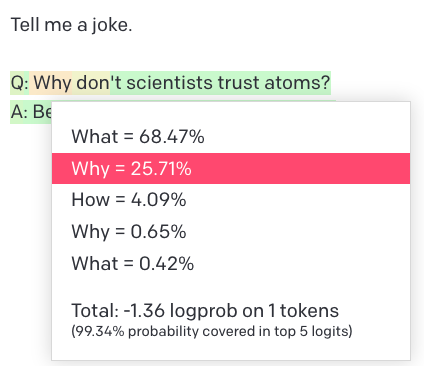 Tell me a joke.
Q: Why don't scientists trust atoms?
A: Be
What = 68.47%
Why = 25.71%
How = 4.09%
Why = 0.65%
What = 0.42%
Total: -1.36 logprob on 1 tokens
(99.34% probability covered in top 5 logits)